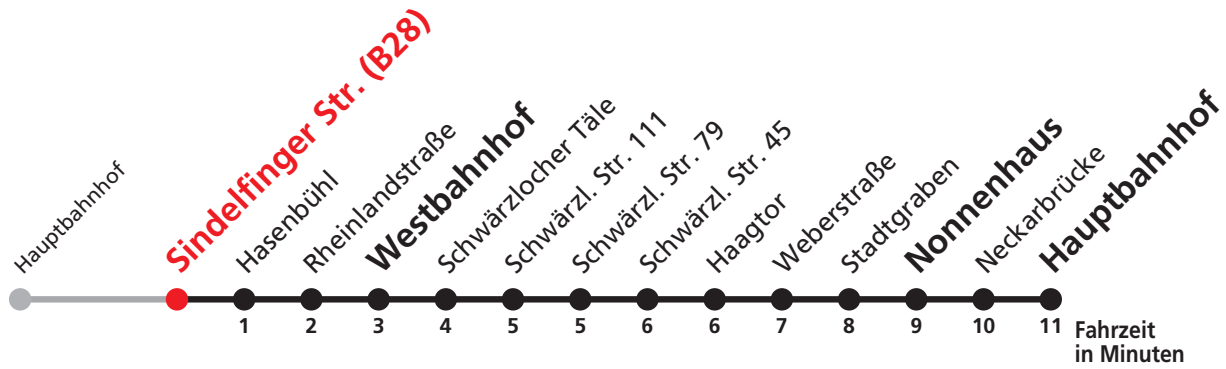 Hauptbahnhof
Sindelfinger Str. (B28)
Hasenbühl
Rheinlandstraße
Westbahnhof
Schwärzlocher Täle
Schwärzl. Str. 111
Schwärzl. Str. 79
Schwärzl. Str. 45
Haagtor
Weberstraße
Stadtgraben
Nonnenhaus
Neckarbrücke
Hauptbahnhof
1 2 3 4 5 5 6 6 7 8 9 10 11
Fahrzeit
in Minuten